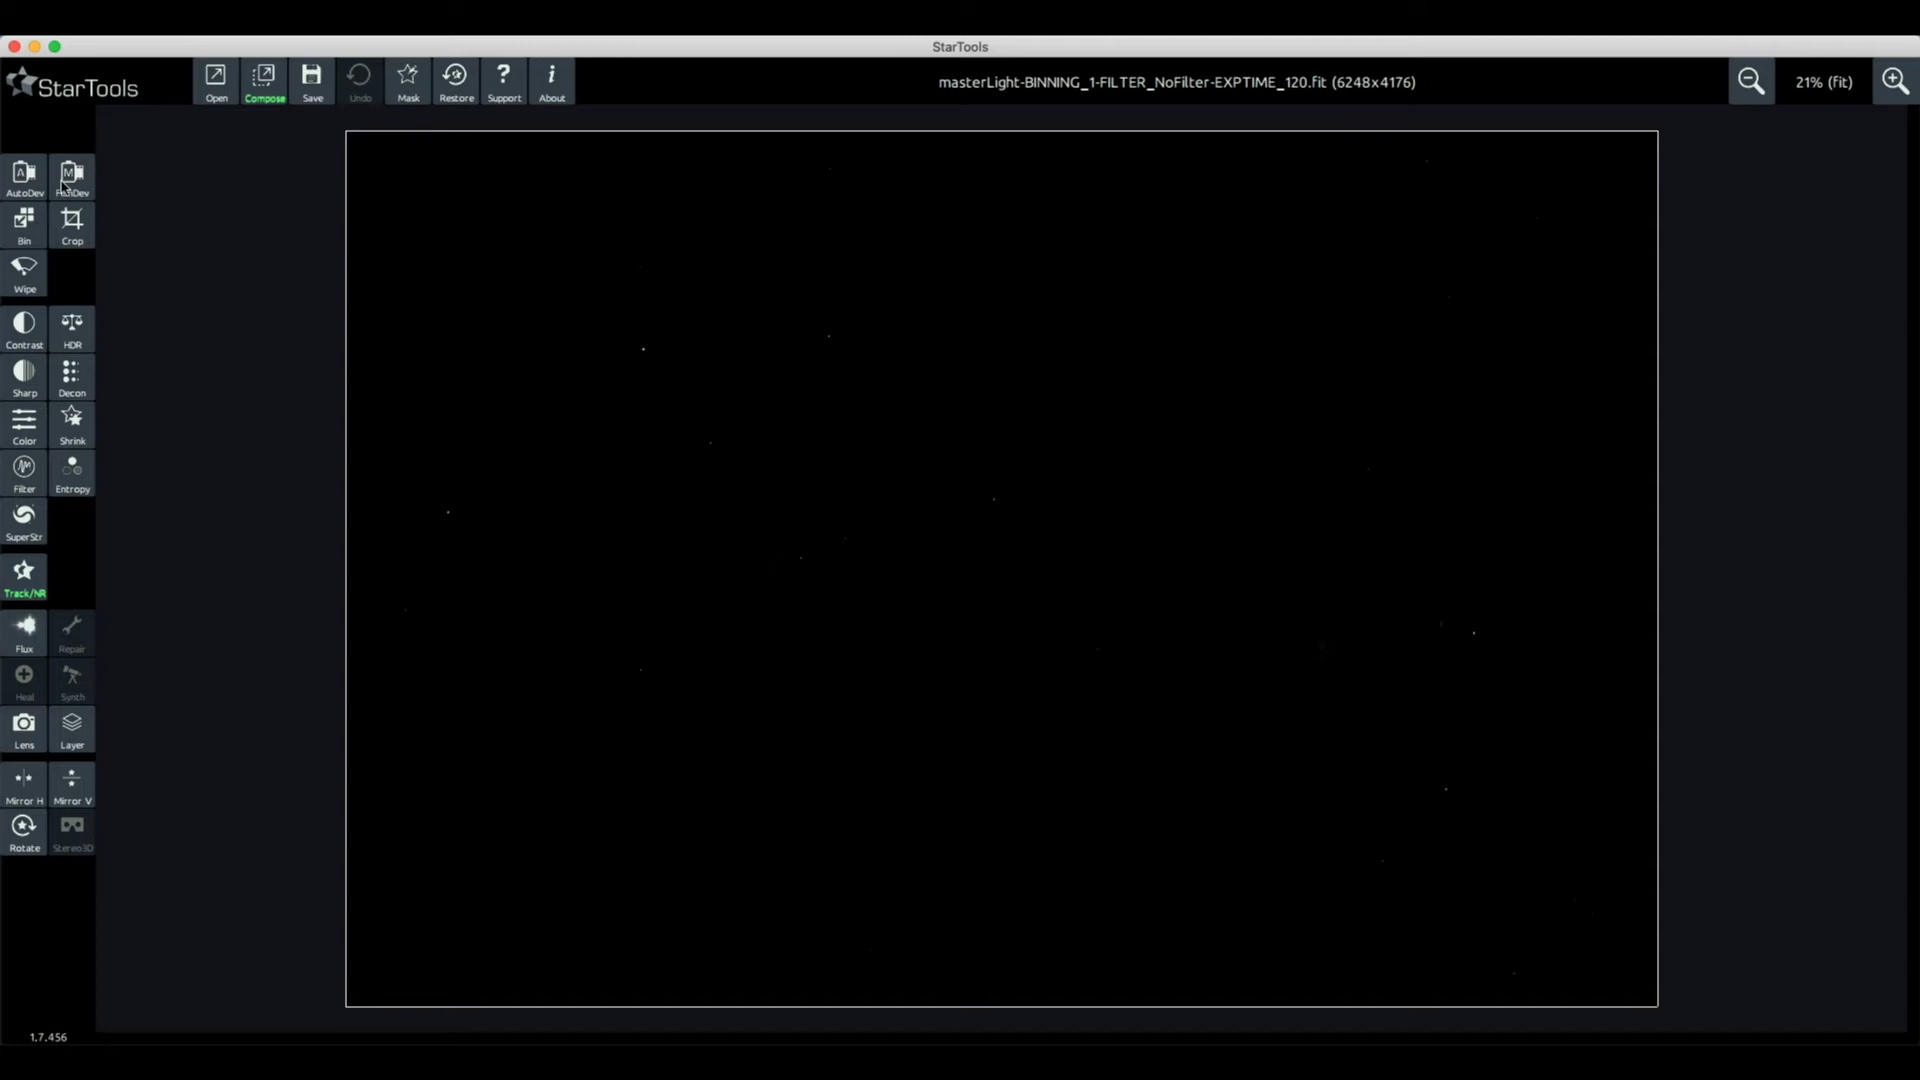 StarTools
StarTools
Open
Compose
Save
Undo
Mask
Restore
Support
About
masterLight-BINNING_1-FILTER_NoFilter-EXPTIME_120.fit (6248x4176)
21% (fit)
AutoDev
Bin
Crop
Wipe
Contrast
HDR
Sharp
Decon
Color
Shrink
Filter
Entropy
SuperStr
Track/NR
Flux
Repair
Heal
Synth
Lens
Layer
Mirror H
Mirror V
Rotate
Stereo3D
1.7.456